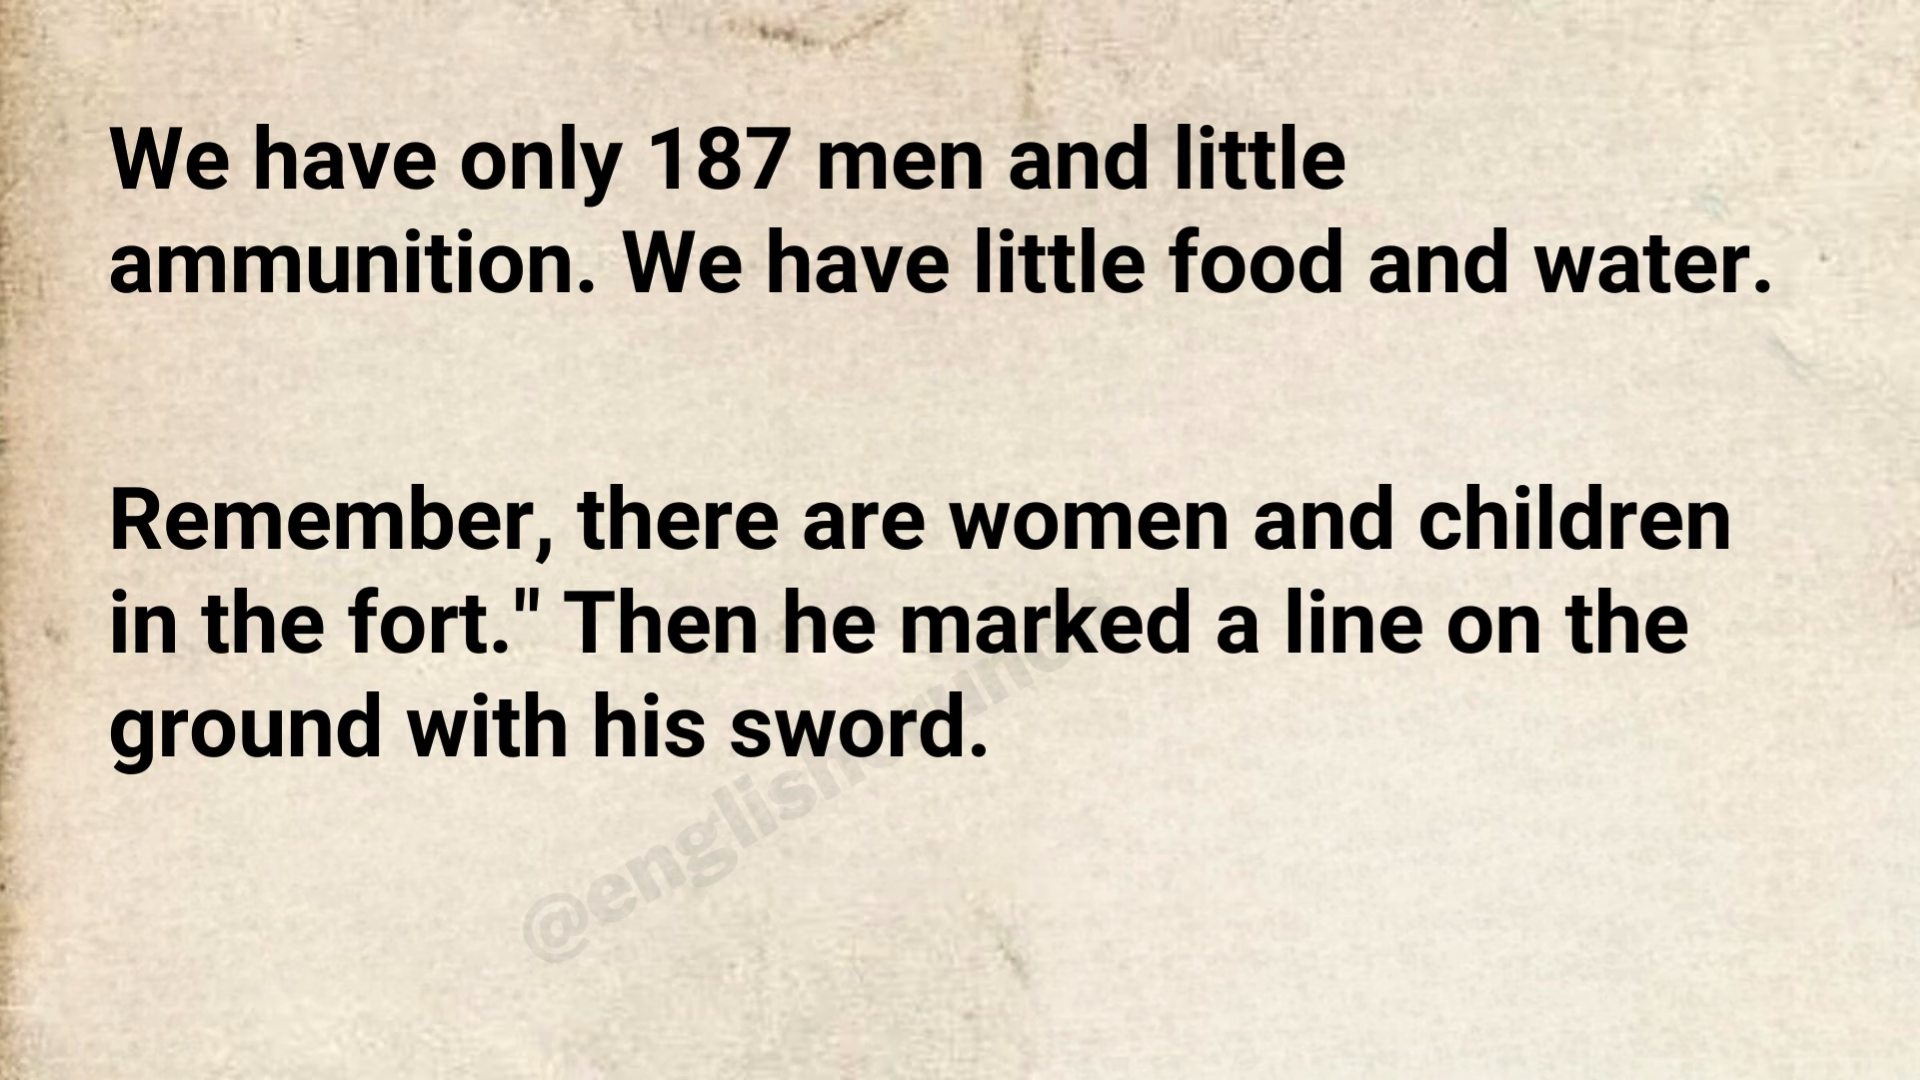 We have only 187 men and little
ammunition. We have little food and water.
Remember, there are women and children
in the fort." Then he marked a line on the
ground with his sword.